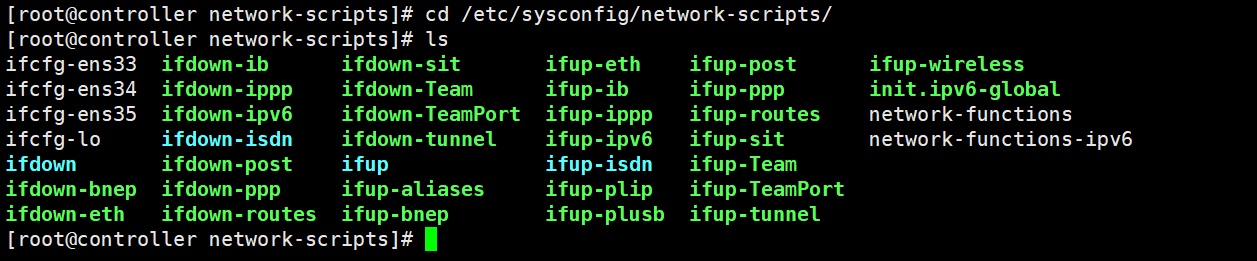 [root@controller network-scripts]# cd /etc/sysconfig/network-scripts/
[root@controller network-scripts]# ls
ifcfg-ens33  ifdown-ib      ifdown-sit       ifup-eth    ifup-post      ifup-wireless
ifcfg-ens34  ifdown-ippp    ifdown-Team      ifup-ib     ifup-ppp       init.ipv6-global
ifcfg-ens35  ifdown-ipv6    ifdown-TeamPort  ifup-ippp   ifup-routes    network-functions
ifcfg-lo     ifdown-isdn    ifdown-tunnel    ifup-ipv6   ifup-sit       network-functions-ipv6
ifdown       ifdown-post    ifup             ifup-isdn   ifup-Team
ifdown-bnep  ifdown-ppp     ifup-aliases     ifup-plip   ifup-TeamPort
ifdown-eth   ifdown-routes  ifup-bnep        ifup-plusb  ifup-tunnel
[root@controller network-scripts]#